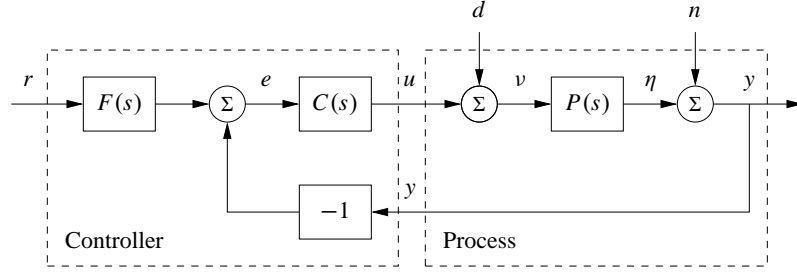 d
n
r
F(s)
Σ
e
C(s)
u
Σ
ν
P(s)
η
Σ
y
−1
y
Controller
Process